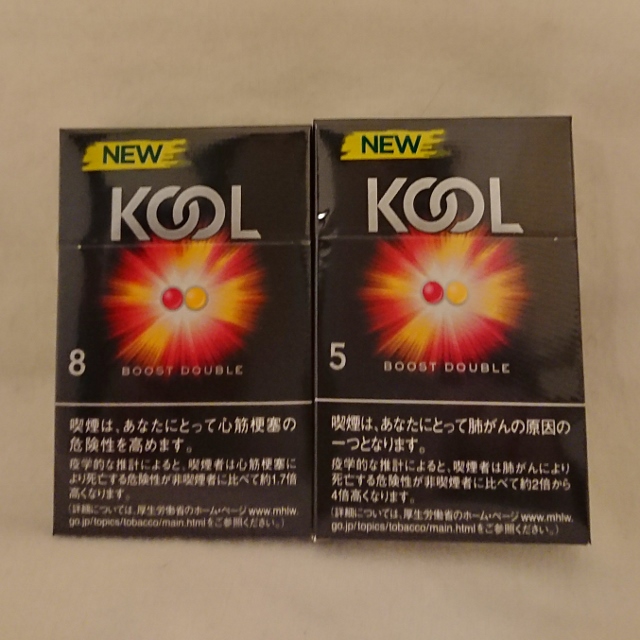 NEW
KOOL
8
BOOST DOUBLE
喫煙は、あなたにとって心筋梗塞の
危険性を高めます。
疫学的な推計によると、喫煙者は心筋梗塞に
より死亡する危険性が非喫煙者に比べて約1.7倍
高くなります。
(詳細については、厚生労働省のホーム・ページ www.mhlw.
go.jp/topics/tobacco/main.htmlをご参照ください。)
NEW
KOOL
5
BOOST DOUBLE
喫煙は、あなたにとって肺がんの原因の
一つとなります。
疫学的な推計によると、喫煙者は肺がんにより
死亡する危険性が非喫煙者に比べて約2倍から
4倍高くなります。
(詳細については、厚生労働省のホーム・ページ www.mhlw.
go.jp/topics/tobacco/main.htmlをご参照ください。)